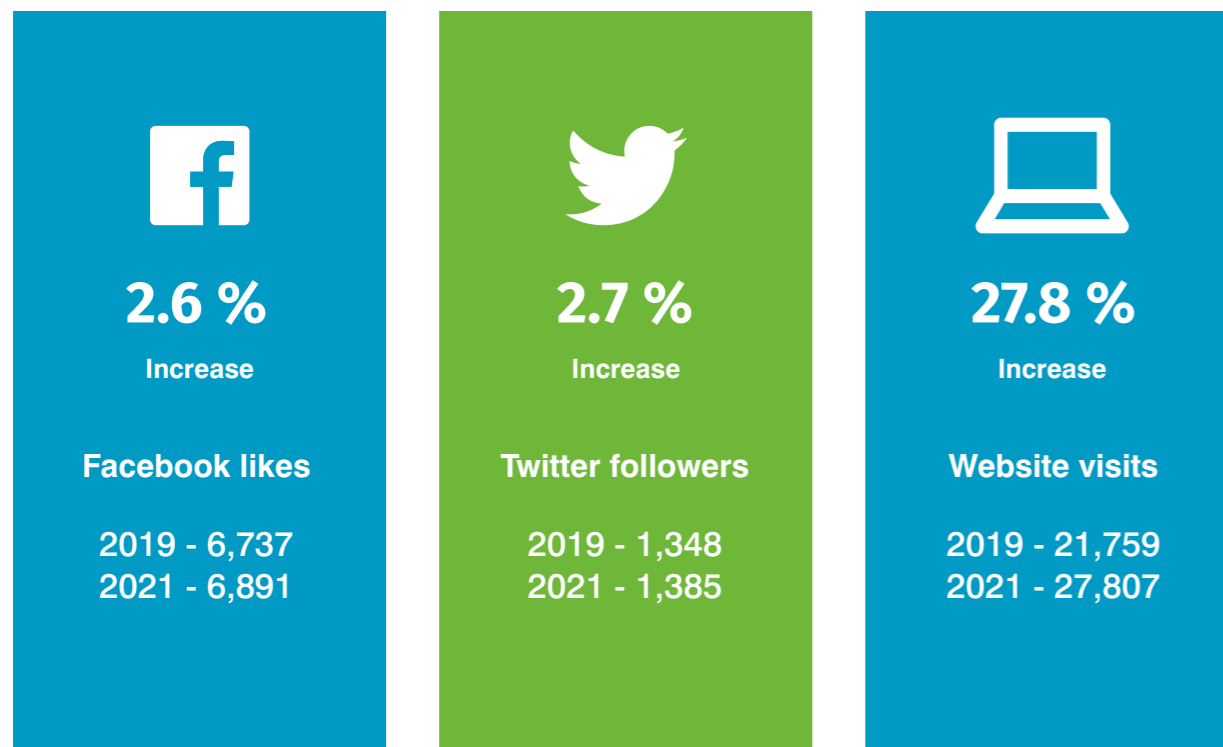 2.6 %
Increase
Facebook likes
2019 - 6,737
2021 - 6,891
2.7 %
Increase
Twitter followers
2019 - 1,348
2021 - 1,385
27.8 %
Increase
Website visits
2019 - 21,759
2021 - 27,807